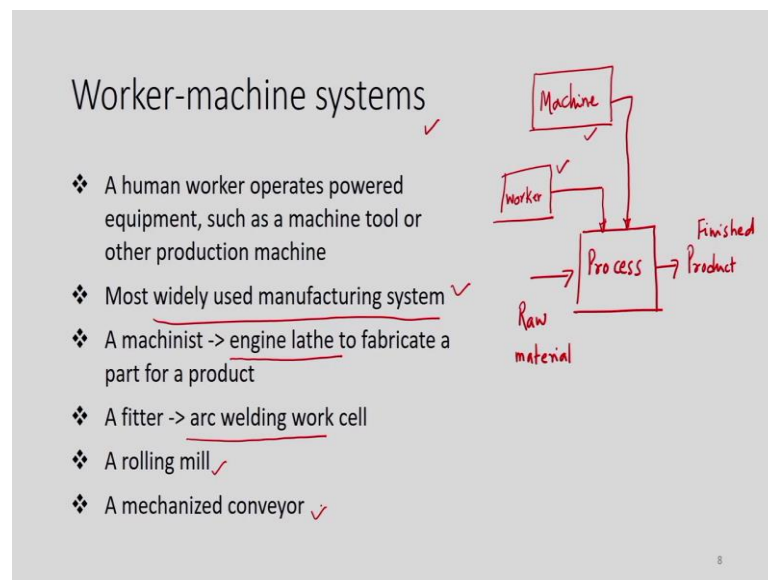 Worker-machine systems
❖ A human worker operates powered
equipment, such as a machine tool or
other production machine
❖ Most widely used manufacturing system
❖ A machinist -> engine lathe to fabricate a
part for a product
❖ A fitter -> arc welding work cell
❖ A rolling mill
❖ A mechanized conveyor
Machine
Worker
Process
Finished
Product
Raw
material
8